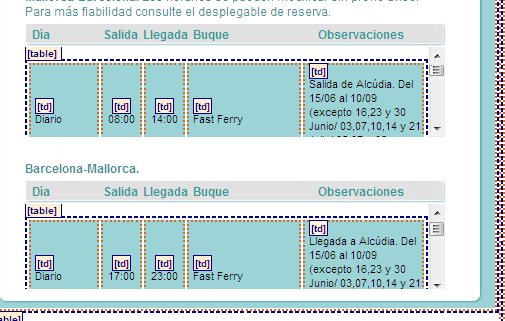 Para más fiabilidad consulte el desplegable de reserva.
Día Salida Llegada Buque Observaciones
[table]
[td] [td] [td] [td] [td]
Diario 08:00 14:00 Fast Ferry Salida de Alcúdia. Del
15/06 al 10/09
(excepto 16,23 y 30
Junio/ 03,07,10,14 y 21
Barcelona-Mallorca.
Día Salida Llegada Buque Observaciones
[table]
[td] [td] [td] [td] [td]
Diario 17:00 23:00 Fast Ferry Llegada a Alcúdia. Del
15/06 al 10/09
(excepto 16,23 y 30
Junio/ 03,07,10,14 y 21